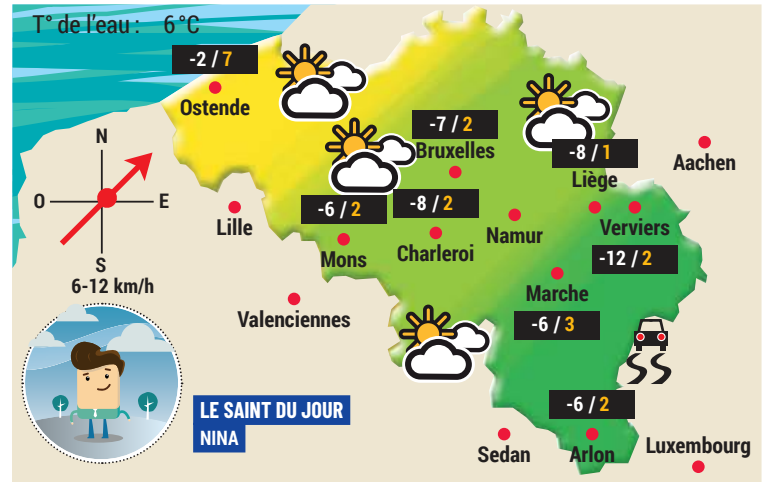 T° de l'eau : 6 °C
-2 / 7
Ostende
-7 / 2
Bruxelles
-8 / 1
Liège
Aachen
N
O
E
S
6-12 km/h
Lille
-6 / 2
Mons
-8 / 2
Charleroi
Namur
Verviers
-12 / 2
Valenciennes
Marche
-6 / 3
-6 / 2
Arlon
Sedan
Luxembourg
LE SAINT DU JOUR
NINA